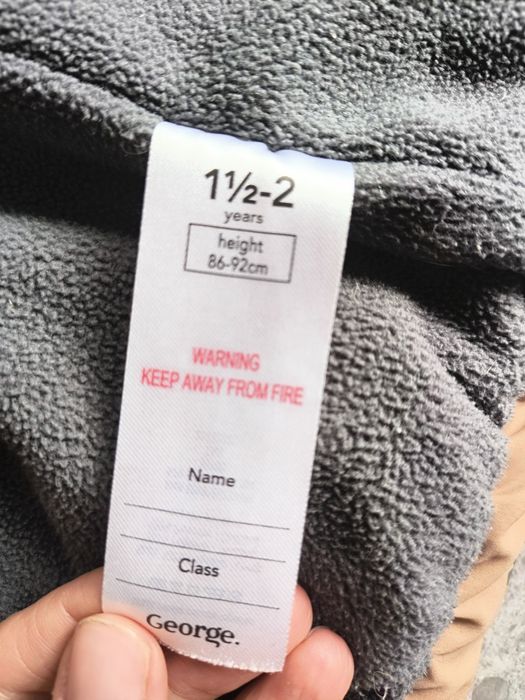 1½-2
years
height
86-92cm
WARNING
KEEP AWAY FROM FIRE
Name
Class
George.